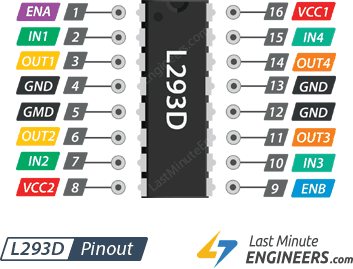 ENA 1 16 VCC1
IN1 2 15 IN4
OUT1 3 14 OUT4
GND 4 13 GND
GMD 5 12 GND
OUT2 6 11 OUT3
IN2 7 10 IN3
VCC2 8 9 ENB
L293D
LastMinuteE
L293D Pinout
Last Minute
ENGINEERS.com